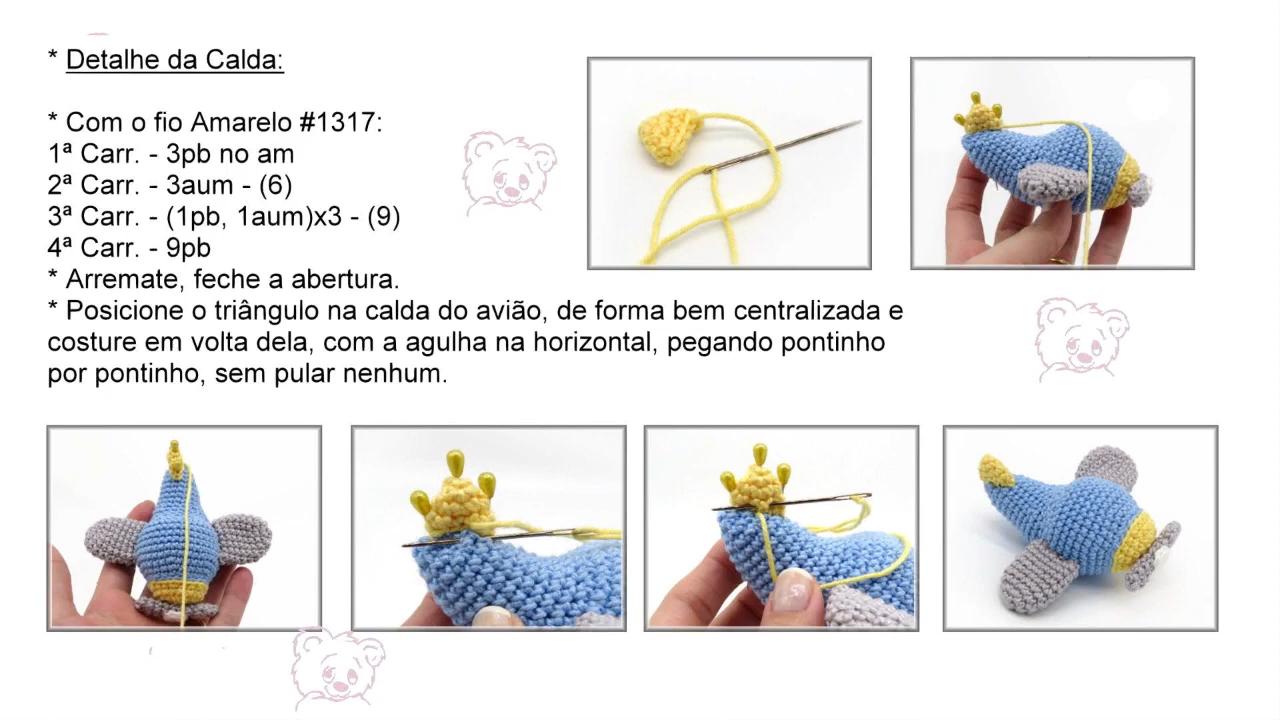 * Detalhe da Calda:
* Com o fio Amarelo #1317:
1ª Carr. - 3pb no am
2ª Carr. - 3aum - (6)
3ª Carr. - (1pb, 1aum)x3 - (9)
4ª Carr. - 9pb
* Arremate, feche a abertura.
* Posicione o triângulo na calda do avião, de forma bem centralizada e
costure em volta dela, com a agulha na horizontal, pegando pontinho
por pontinho, sem pular nenhum.